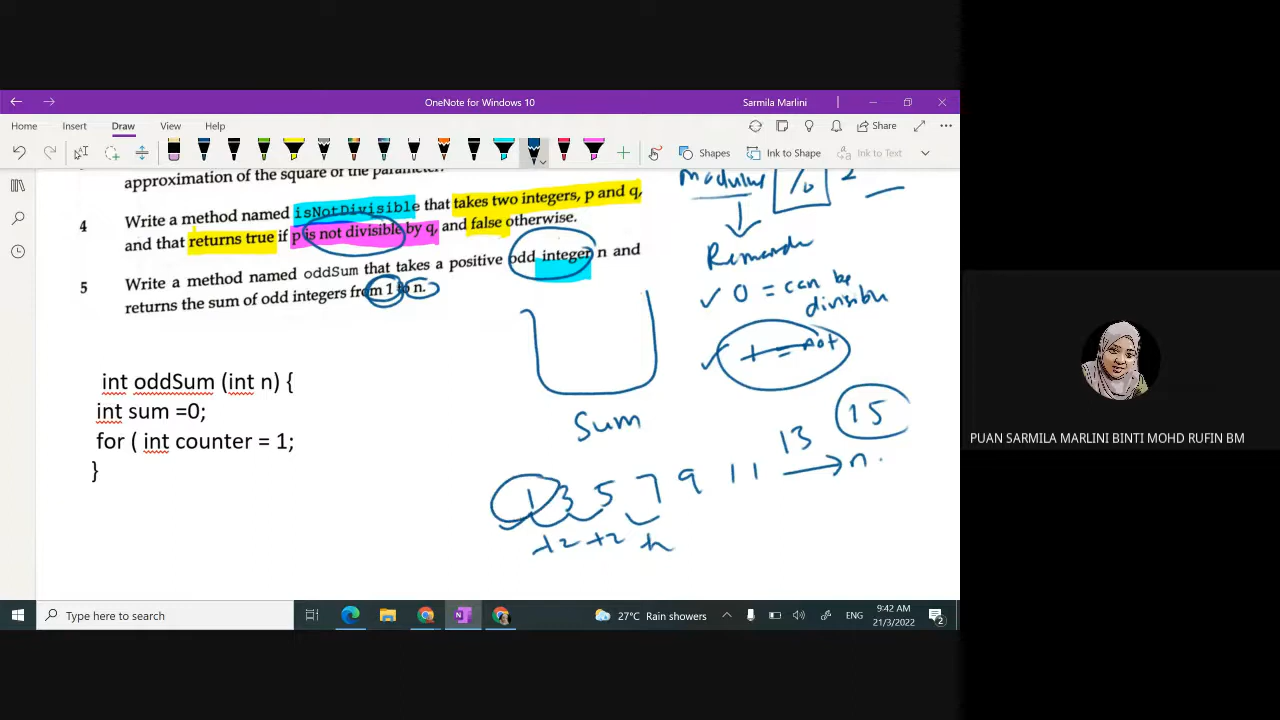 OneNote for Windows 10
Sarmila Marlini
Home Insert Draw View Help
Share
Shapes
Ink to Shape
Ink to Text
approximation of the square of the parameter.
4 Write a method named isNotDivisible that takes two integers, p and q,
and that returns true if p is not divisible by q, and false otherwise.
5 Write a method named oddSum that takes a positive odd integer n and
returns the sum of odd integers from 1 to n.
int oddSum (int n) {
int sum =0;
for ( int counter = 1;
}
modulus %
✓ 0 = can be
Sum
15
13
1 3 5 7 9 11 → n.
+2 +2
PUAN SARMILA MARLINI BINTI MOHD RUFIN BM
Type here to search
27°C Rain showers
ENG
9:42 AM
21/3/2022
2